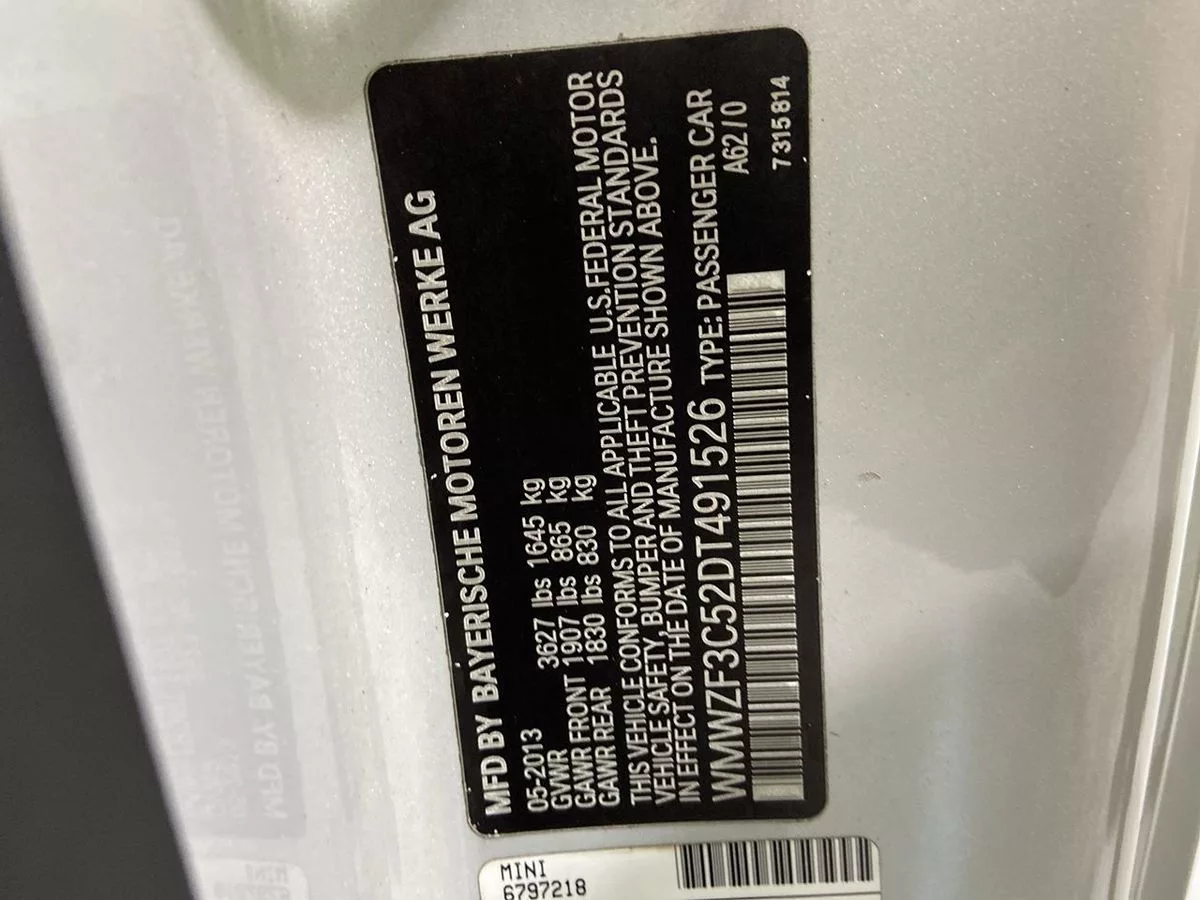 MFD BY BAYERISCHE MOTOREN WERKE AG
05-2013
GVWR 3627 lbs 1645 kg
GAWR FRONT 1907 lbs 865 kg
GAWR REAR 1830 lbs 830 kg
THIS VEHICLE CONFORMS TO ALL APPLICABLE U.S.FEDERAL MOTOR
VEHICLE SAFETY, BUMPER AND THEFT PREVENTION STANDARDS
IN EFFECT ON THE DATE OF MANUFACTURE SHOWN ABOVE.
WMWZF3C52DT491526 TYPE: PASSENGER CAR
A62/0
7315814
MINI
6797218